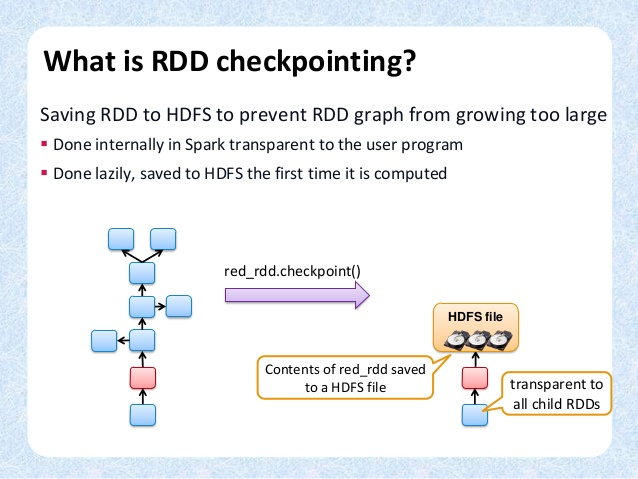 What is RDD checkpointing?
Saving RDD to HDFS to prevent RDD graph from growing too large
Done internally in Spark transparent to the user program
Done lazily, saved to HDFS the first time it is computed
red_rdd.checkpoint()
HDFS file
Contents of red_rdd saved
to a HDFS file
transparent to
all child RDDs